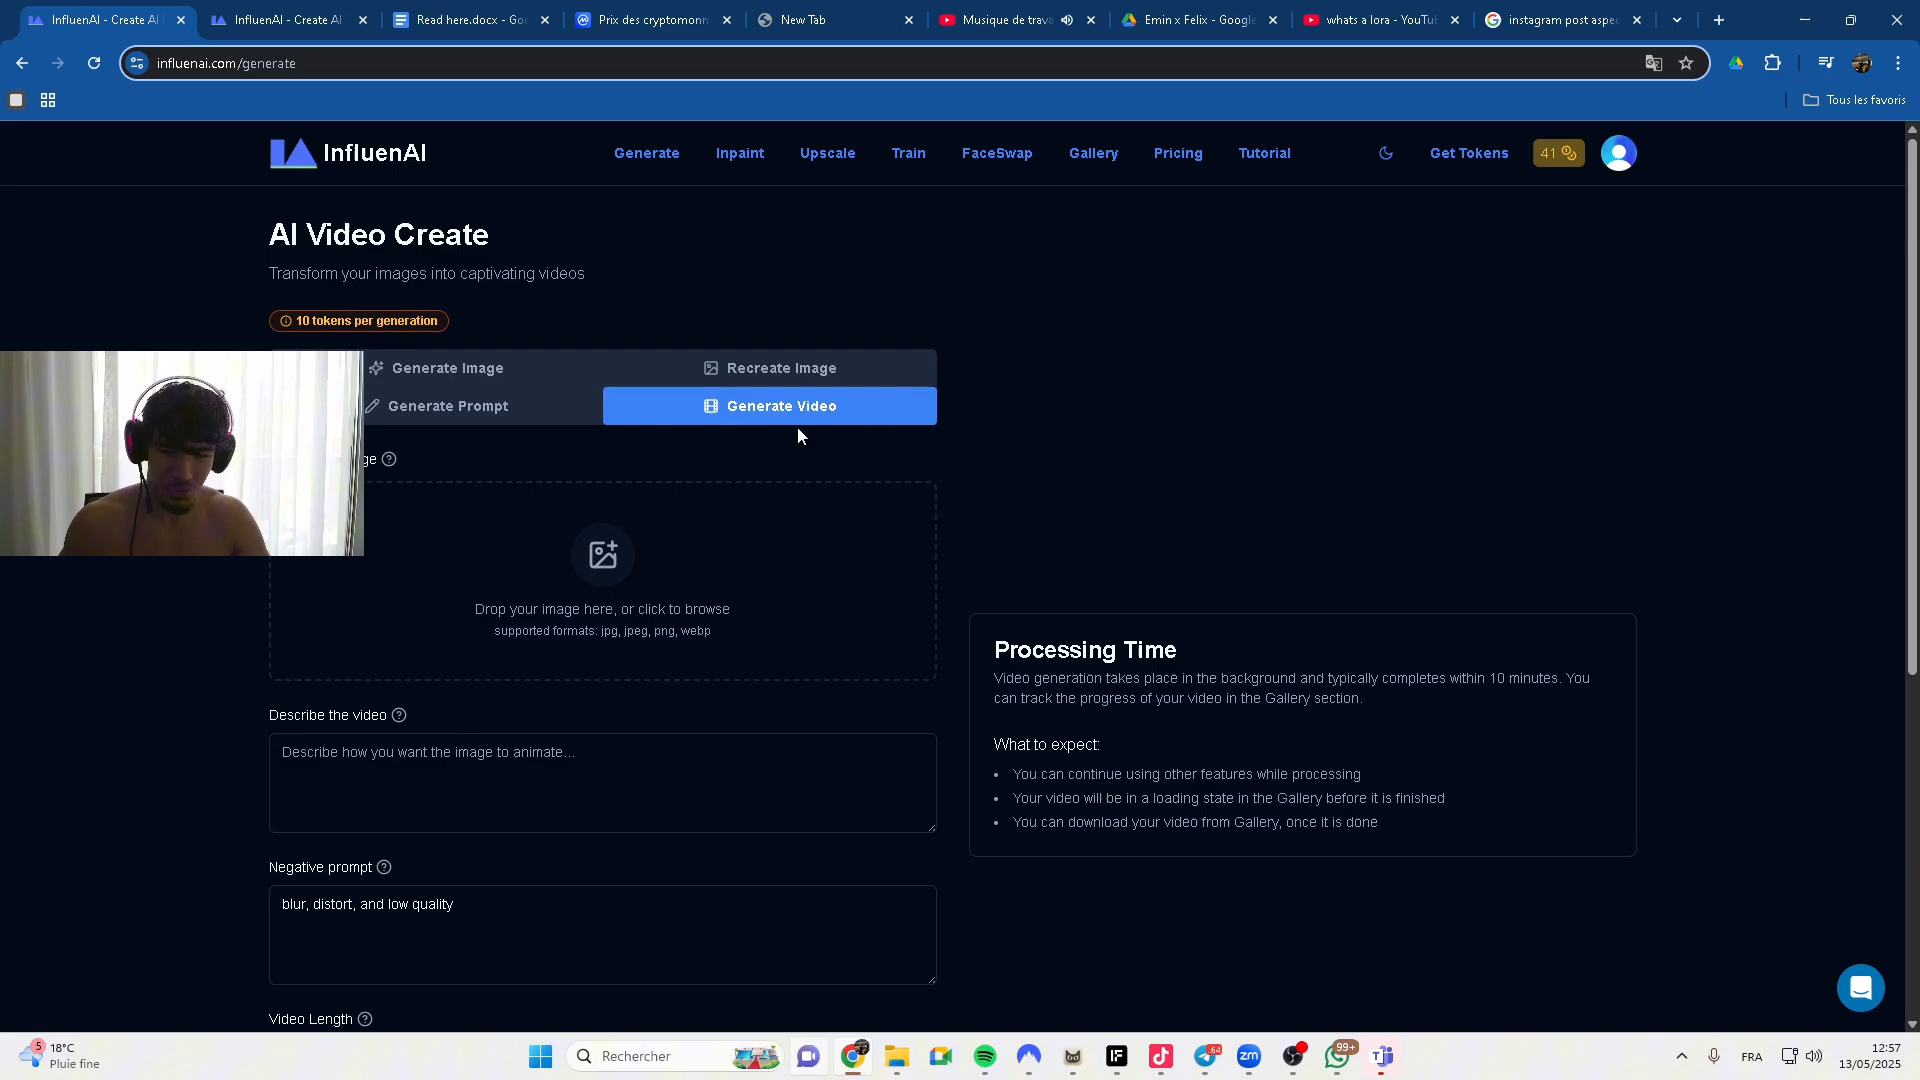 InfluenAI - Create AI
InfluenAI - Create AI
Read here.docx - Goo
Prix des cryptomonn
New Tab
Musique de trava
Emin x Felix - Google
whats a lora - YouTu
instagram post aspec
influenai.com/generate
Tous les favoris
InfluenAI
Generate
Inpaint
Upscale
Train
FaceSwap
Gallery
Pricing
Tutorial
Get Tokens
41
AI Video Create
Transform your images into captivating videos
10 tokens per generation
Generate Image
Recreate Image
Generate Prompt
Generate Video
ge
Drop your image here, or click to browse
supported formats: jpg, jpeg, png, webp
Processing Time
Video generation takes place in the background and typically completes within 10 minutes. You
can track the progress of your video in the Gallery section.
What to expect:
• You can continue using other features while processing
• Your video will be in a loading state in the Gallery before it is finished
• You can download your video from Gallery, once it is done
Describe the video
Describe how you want the image to animate...
Negative prompt
blur, distort, and low quality
Video Length
5
18°C
Pluie fine
Rechercher
IF
64
zm
99+
FRA
12:57
13/05/2025